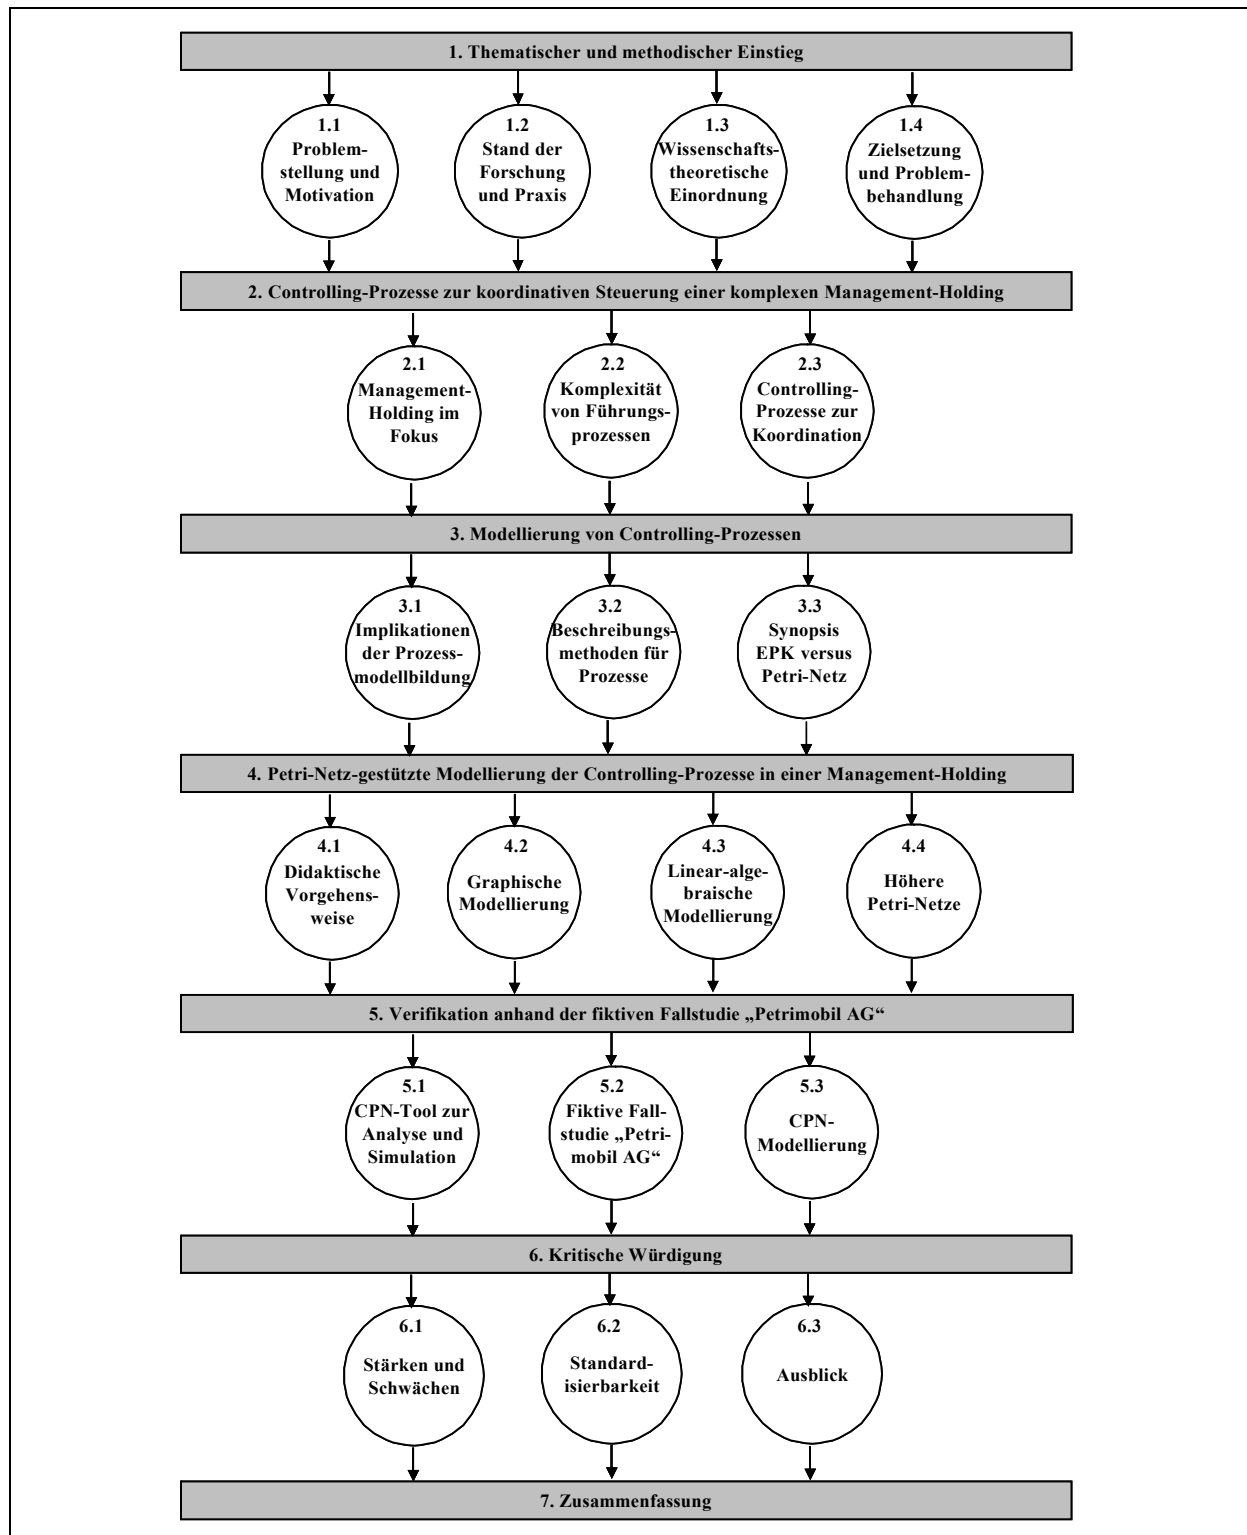 1. Thematischer und methodischer Einstieg
1.1
Problem-
stellung und
Motivation
1.2
Stand der
Forschung
und Praxis
1.3
Wissenschafts-
theoretische
Einordnung
1.4
Zielsetzung
und Problem-
behandlung
2. Controlling-Prozesse zur koordinativen Steuerung einer komplexen Management-Holding
2.1
Management-
Holding im
Fokus
2.2
Komplexität
von Führungs-
prozessen
2.3
Controlling-
Prozesse zur
Koordination
3. Modellierung von Controlling-Prozessen
3.1
Implikationen
der Prozess-
modellbildung
3.2
Beschreibungs-
methoden für
Prozesse
3.3
Synopsis
EPK versus
Petri-Netz
4. Petri-Netz-gestützte Modellierung der Controlling-Prozesse in einer Management-Holding
4.1
Didaktische
Vorgehens-
weise
4.2
Graphische
Modellierung
4.3
Linear-alge-
braische
Modellierung
4.4
Höhere
Petri-Netze
5. Verifikation anhand der fiktiven Fallstudie „Petrimobil AG“
5.1
CPN-Tool zur
Analyse und
Simulation
5.2
Fiktive Fall-
studie „Petri-
mobil AG“
5.3
CPN-
Modellierung
6. Kritische Würdigung
6.1
Stärken und
Schwächen
6.2
Standard-
isierbarkeit
6.3
Ausblick
7. Zusammenfassung